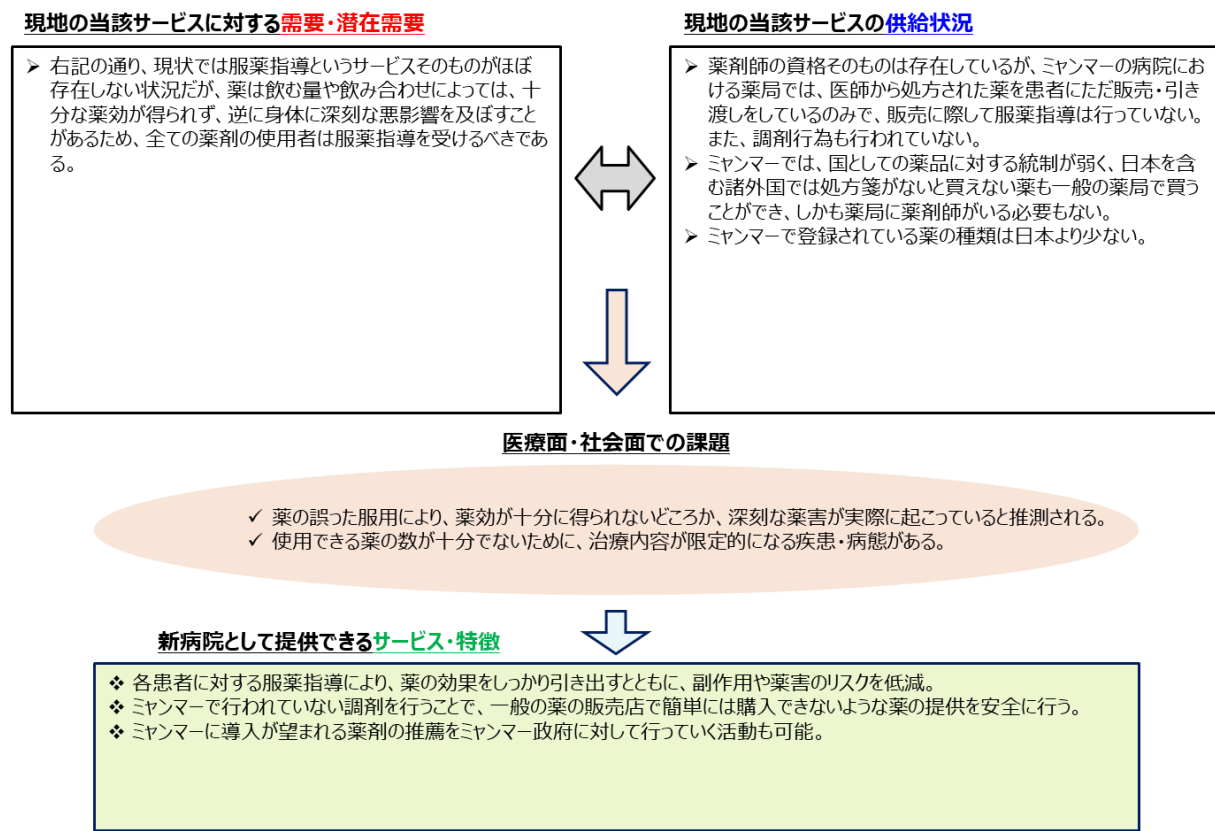 現地の当該サービスに対する需要・潜在需要
➢ 右記の通り、現状では服薬指導というサービスそのものがほぼ
存在しない状況だが、薬は飲む量や飲み合わせによっては、十
分な薬効が得られず、逆に身体に深刻な悪影響を及ぼすこと
があるため、全ての薬剤の使用者は服薬指導を受けるべきであ
る。
現地の当該サービスの供給状況
➢ 薬剤師の資格そのものは存在しているが、ミャンマーの病院にお
ける薬局では、医師から処方された薬を患者にただ販売・引き
渡しをしているのみで、販売に際して服薬指導は行っていない。
また、調剤行為も行われていない。
➢ ミャンマーでは、国としての薬品に対する統制が弱く、日本を含
む諸外国では処方箋がないと買えない薬も一般の薬局で買う
ことができ、しかも薬局に薬剤師がいる必要もない。
➢ ミャンマーで登録されている薬の種類は日本より少ない。
医療面・社会面での課題
✓ 薬の誤った服用により、薬効が十分に得られないどころか、深刻な薬害が実際に起こっていると推測される。
✓ 使用できる薬の数が十分でないために、治療内容が限定的になる疾患・病態がある。
新病院として提供できるサービス・特徴
❖ 各患者に対する服薬指導により、薬の効果をしっかり引き出すとともに、副作用や薬害のリスクを低減。
❖ ミャンマーで行われていない調剤を行うことで、一般の薬の販売店で簡単には購入できないような薬の提供を安全に行う。
❖ ミャンマーに導入が望まれる薬剤の推薦をミャンマー政府に対して行っていく活動も可能。